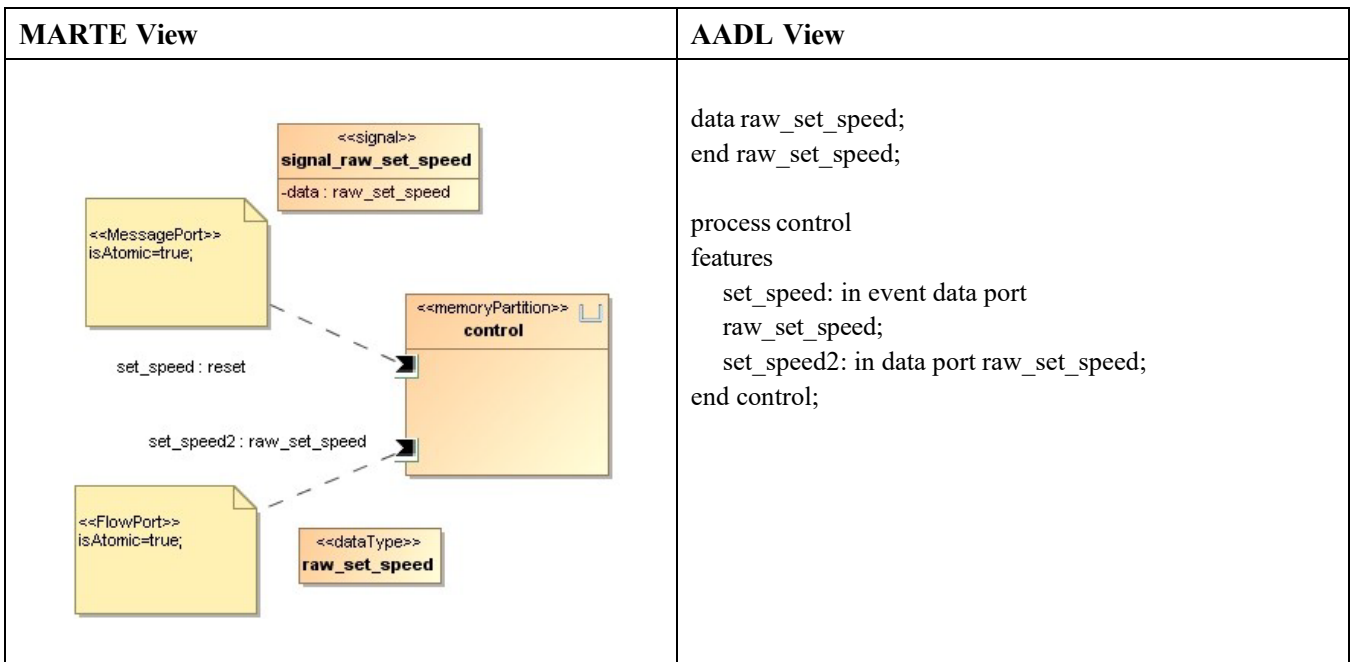 MARTE View
AADL View
<<signal>>
signal_raw_set_speed
-data : raw_set_speed
<<MessagePort>>
isAtomic=true;
<<memoryPartition>>
control
set_speed : reset
set_speed2 : raw_set_speed
<<FlowPort>>
isAtomic=true;
<<dataType>>
raw_set_speed
data raw_set_speed;
end raw_set_speed;
process control
features
set_speed: in event data port
raw_set_speed;
set_speed2: in data port raw_set_speed;
end control;